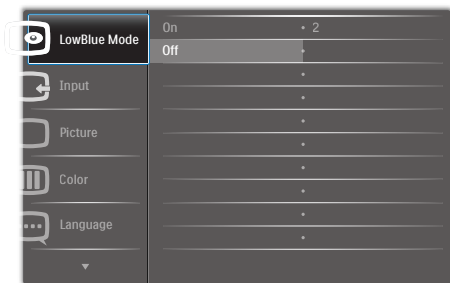 LowBlue Mode
Input
Picture
Color
Language
On • 2
Off •